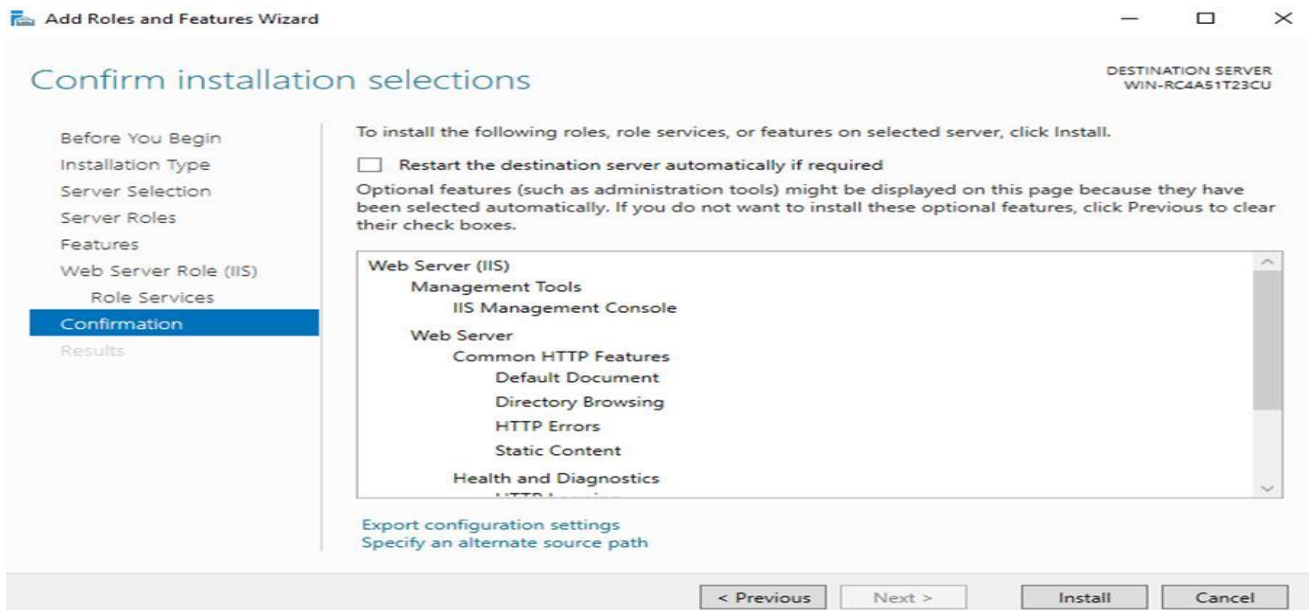 Add Roles and Features Wizard
Confirm installation selections
DESTINATION SERVER
WIN-RC4A51T23CU
Before You Begin
Installation Type
Server Selection
Server Roles
Features
Web Server Role (IIS)
Role Services
Confirmation
Results
To install the following roles, role services, or features on selected server, click Install.
Restart the destination server automatically if required
Optional features (such as administration tools) might be displayed on this page because they have
been selected automatically. If you do not want to install these optional features, click Previous to clear
their check boxes.
Web Server (IIS)
Management Tools
IIS Management Console
Web Server
Common HTTP Features
Default Document
Directory Browsing
HTTP Errors
Static Content
Health and Diagnostics
Export configuration settings
Specify an alternate source path
< Previous
Next >
Install
Cancel